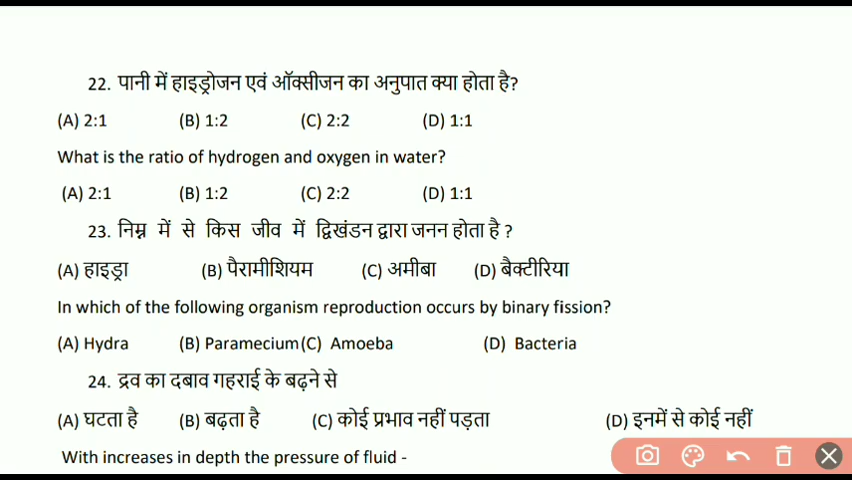 22. पानी में हाइड्रोजन एवं ऑक्सीजन का अनुपात क्या होता है?
(A) 2:1 (B) 1:2 (C) 2:2 (D) 1:1
What is the ratio of hydrogen and oxygen in water?
(A) 2:1 (B) 1:2 (C) 2:2 (D) 1:1
23. निम्न में से किस जीव में द्विखंडन द्वारा जनन होता है ?
(A) हाइड्रा (B) पैरामीशियम (C) अमीबा (D) बैक्टीरिया
In which of the following organism reproduction occurs by binary fission?
(A) Hydra (B) Paramecium (C) Amoeba (D) Bacteria
24. द्रव का दबाव गहराई के बढ़ने से
(A) घटता है (B) बढ़ता है (C) कोई प्रभाव नहीं पड़ता (D) इनमें से कोई नहीं
With increases in depth the pressure of fluid -